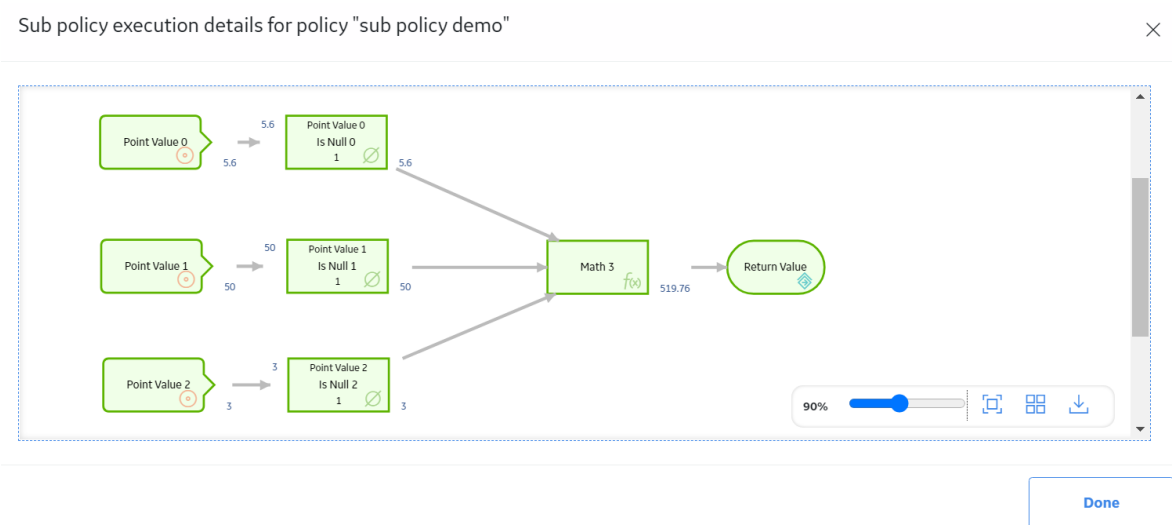 Sub policy execution details for policy "sub policy demo"
Point Value 0
5.6
5.6
Point Value 0
Is Null 0
1
5.6
Point Value 1
50
50
Point Value 1
Is Null 1
1
50
Math 3
f(x)
519.76
Return Value
Point Value 2
3
3
Point Value 2
Is Null 2
1
3
90%
Done